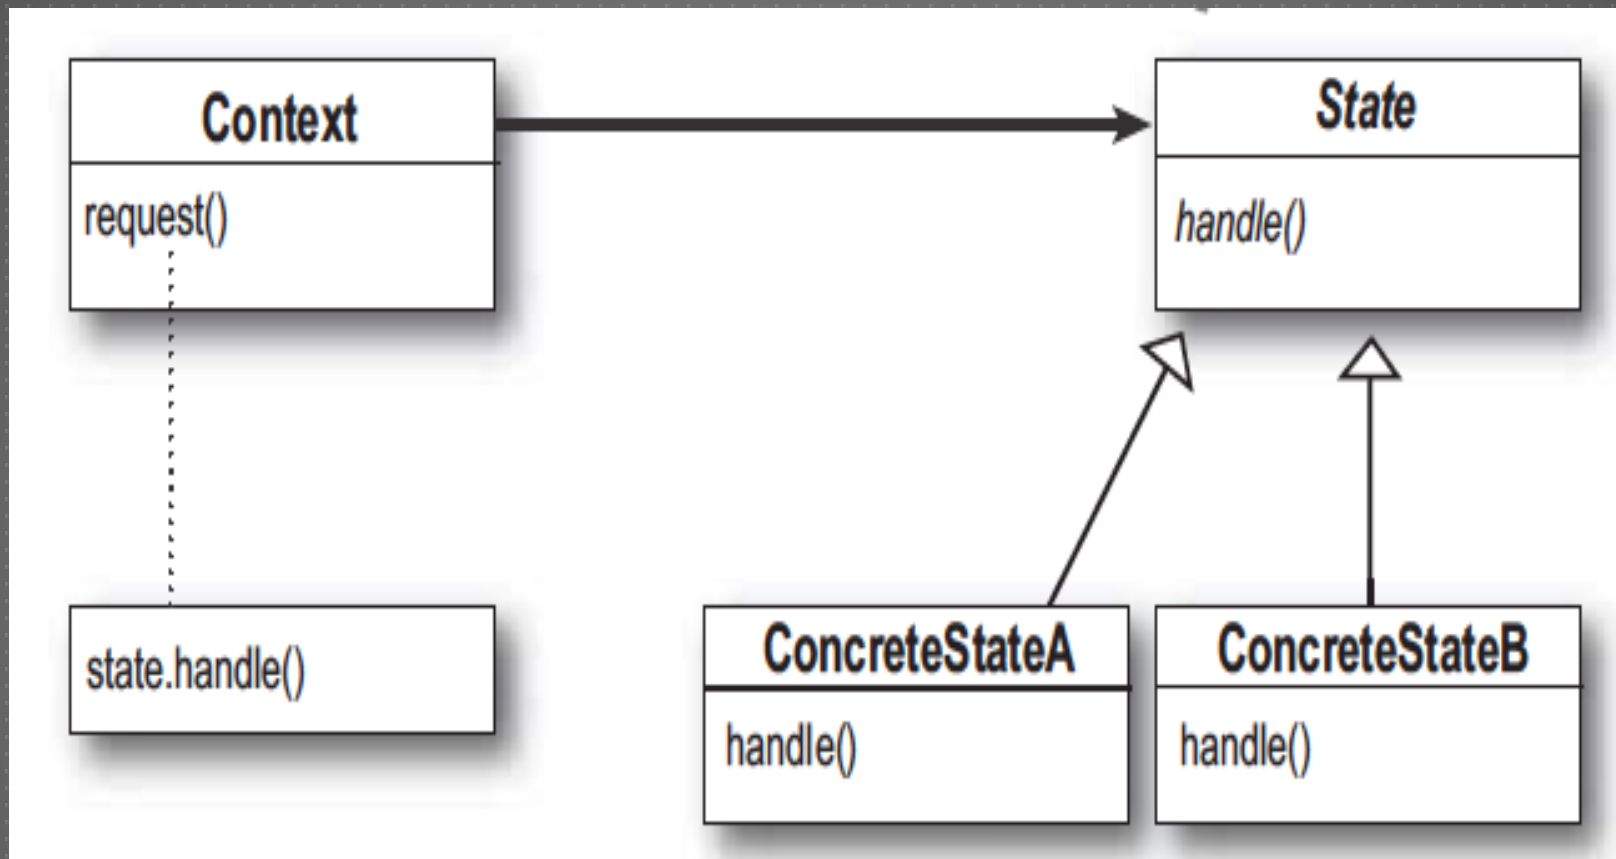 Context
request()
State
handle()
state.handle()
ConcreteStateA
handle()
ConcreteStateB
handle()